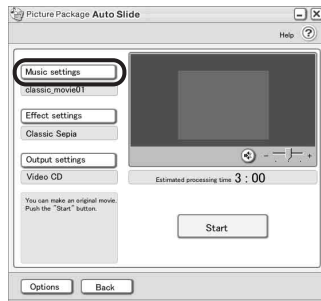 Picture Package Auto Slide
Help ?
Music settings
classic_movie01
Effect settings
Classic Sepia
Output settings
Video CD
Estimated processing time 3 : 00
You can make an original movie.
Push the "Start" button.
Start
Options
Back